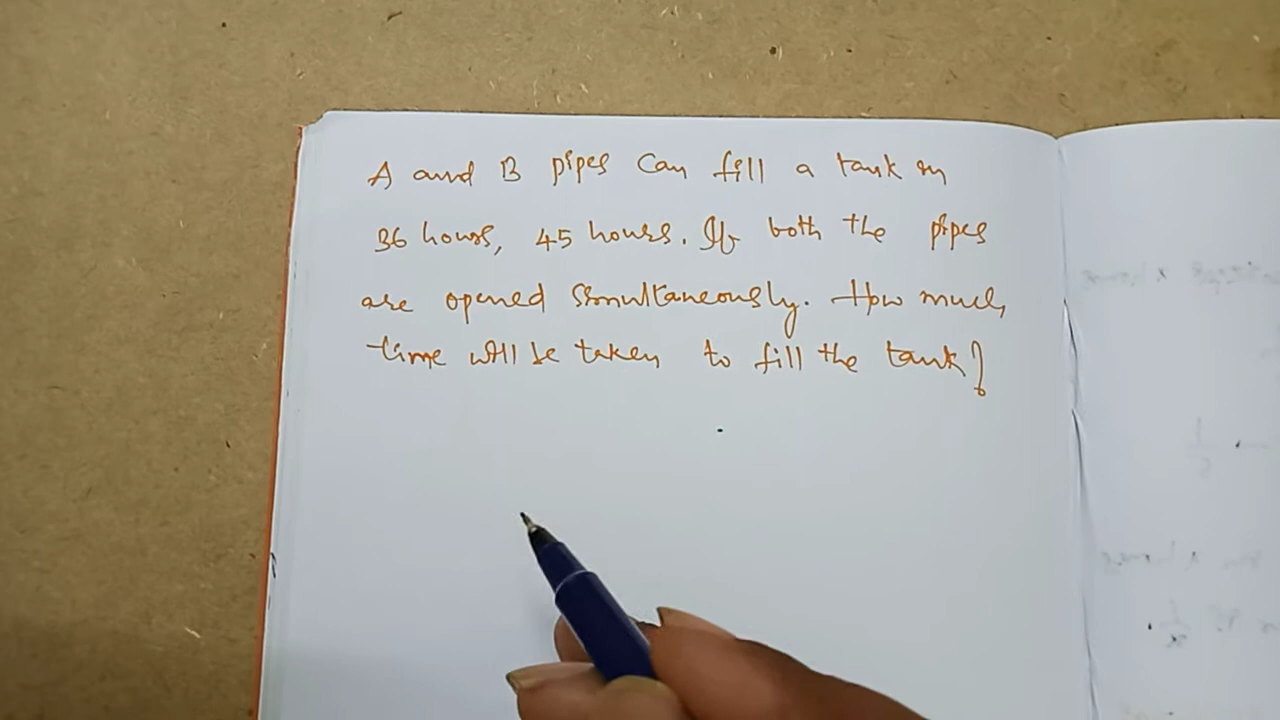 A and B pipes can fill a tank in
36 hours, 45 hours. If both the pipes
are opened simultaneously. How much
time will be taken to fill the tank?